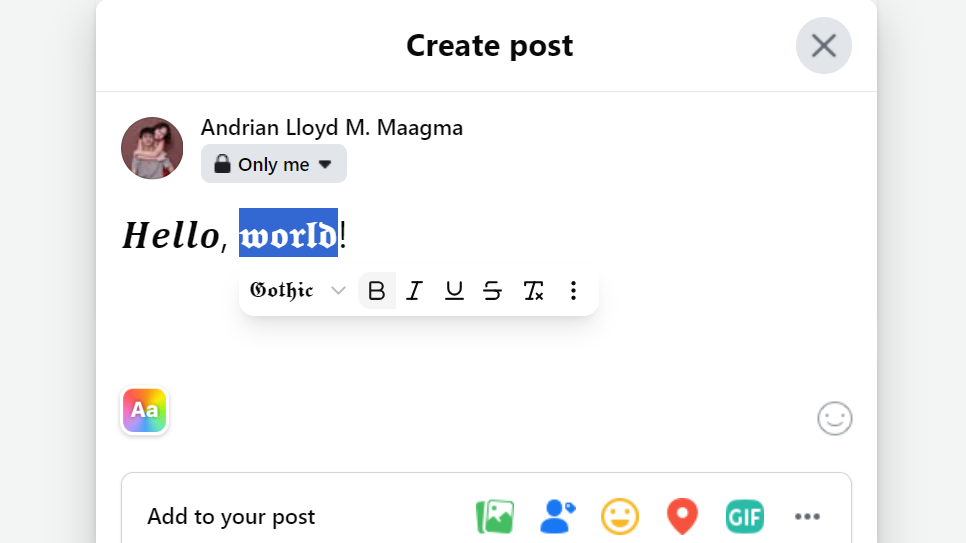 Create post
Andrian Lloyd M. Maagma
Only me
Hello, world!
Gothic B I U S Tx
Aa
Add to your post
GIF